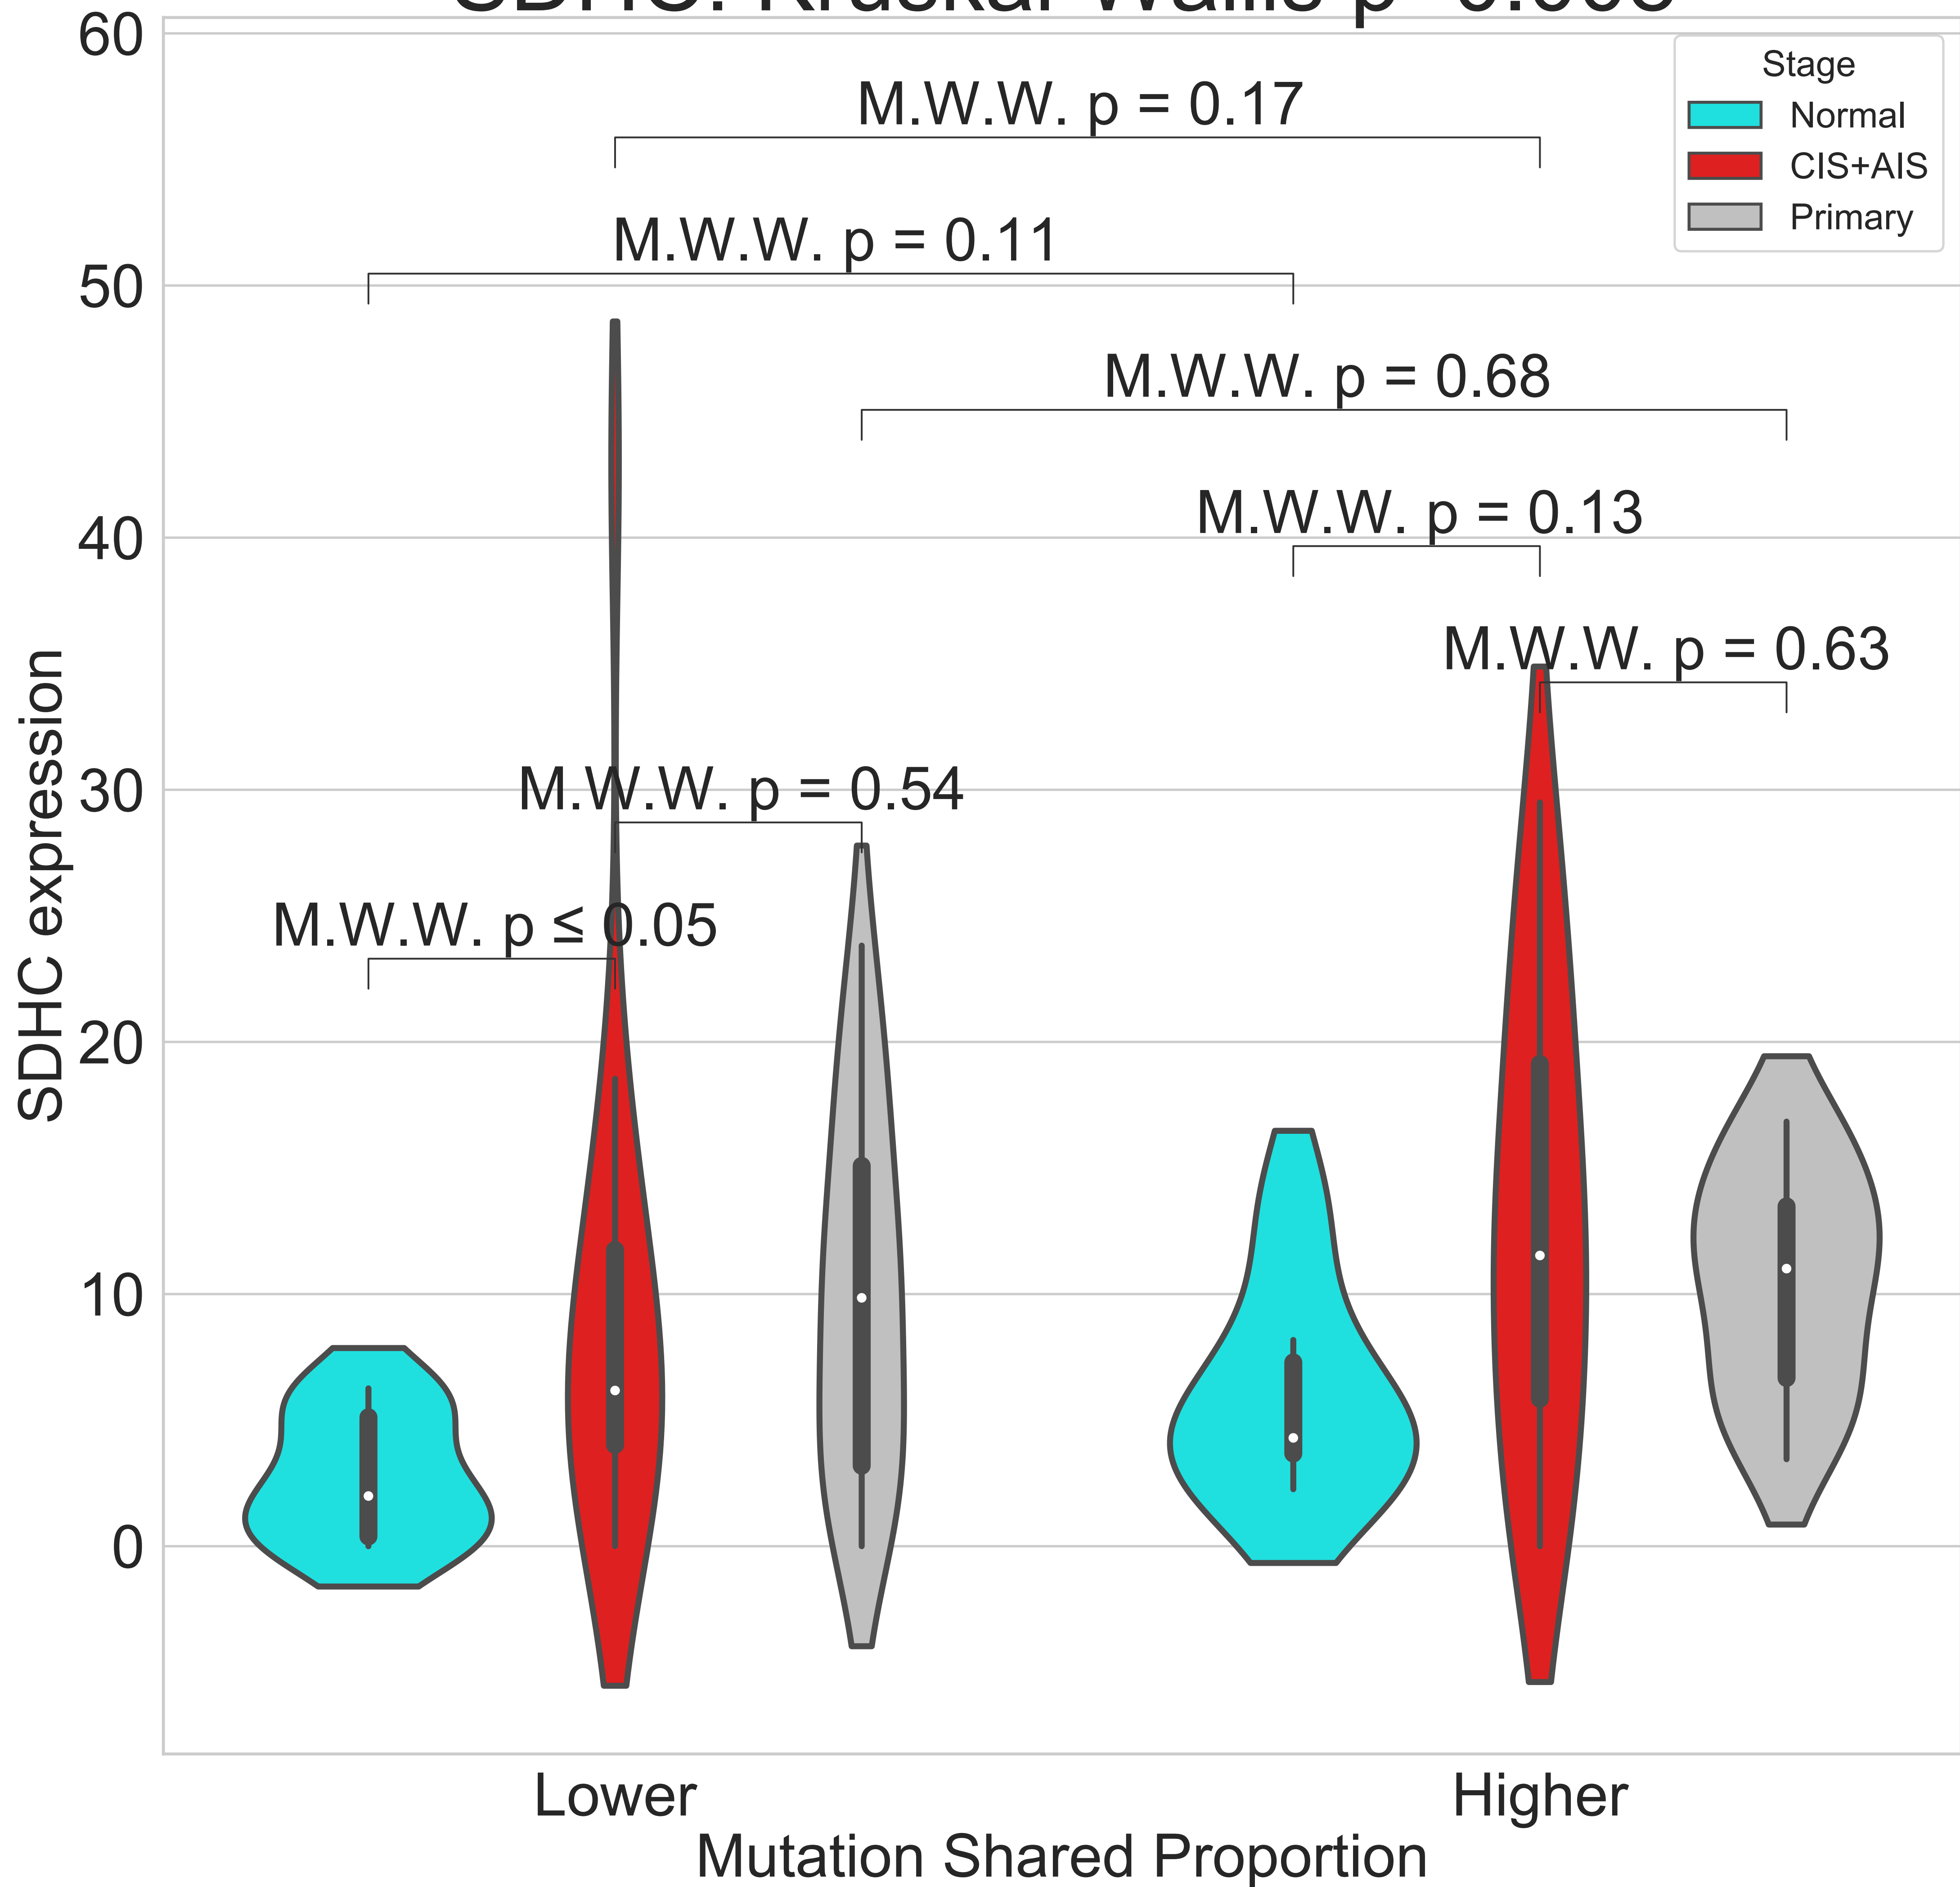 60
50
40
30
20
10
0
SDHC expression
M.W.W. p = 0.17
M.W.W. p = 0.11
M.W.W. p = 0.68
M.W.W. p = 0.13
M.W.W. p = 0.63
M.W.W. p = 0.54
M.W.W. p ≤ 0.05
Stage
Normal
CIS+AIS
Primary
Lower
Higher
Mutation Shared Proportion